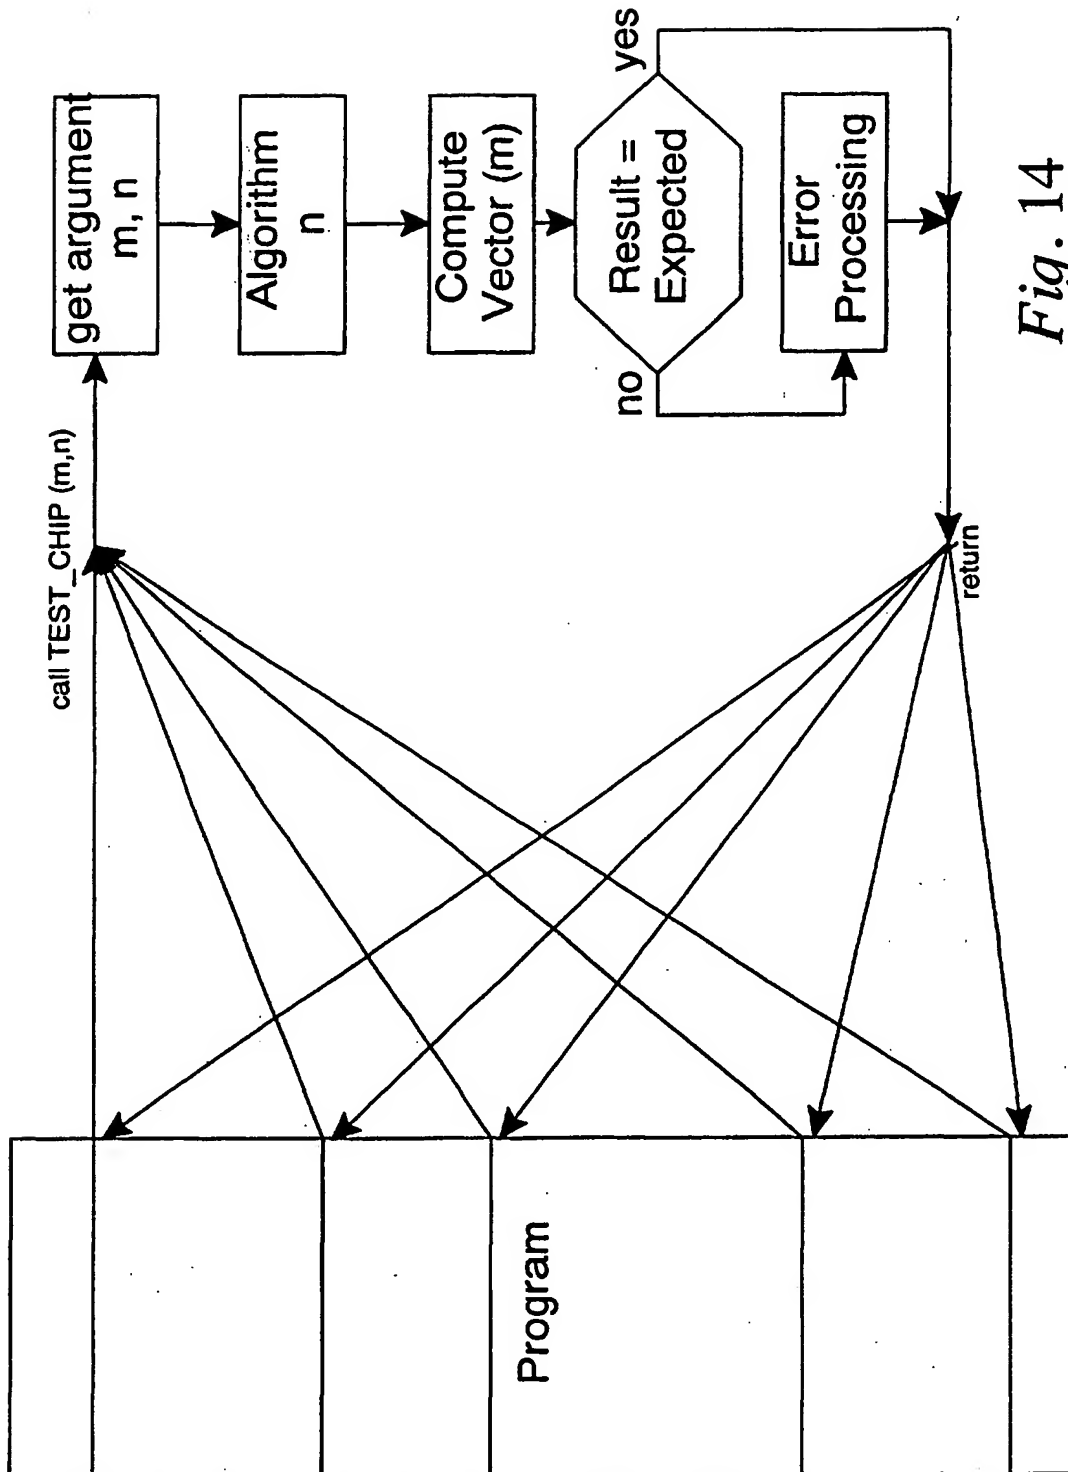 call TEST_CHIP (m,n)
get argument
m, n
Algorithm
n
Compute
Vector (m)
Result =
Expected
no
yes
Error
Processing
return
Program
Fig. 14